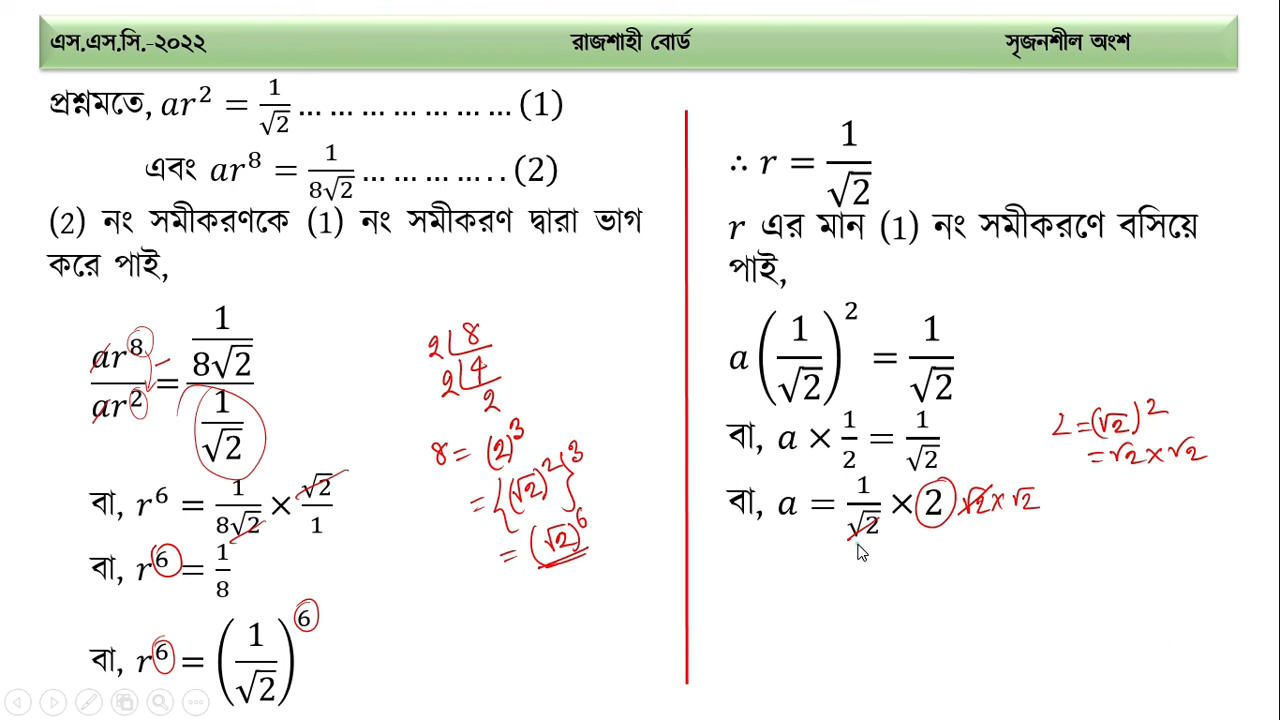 এস.এস.সি.-২০২২ রাজশাহী বোর্ড সৃজনশীল অংশ
প্রশ্নমতে, ar² = 1/√2 ... ... ... ... ... ... ... (1)
এবং ar⁸ = 1/(8√2) ... ... ... ... . . (2)
(2) নং সমীকরণকে (1) নং সমীকরণ দ্বারা ভাগ
করে পাই,
ar⁸/ar² = (1/(8√2))/(1/√2)
বা, r⁶ = 1/(8√2) × √2/1
বা, r⁶ = 1/8
বা, r⁶ = (1/√2)⁶
2 | 8
2 | 4
2
8 = (2)³
= {(√2)²}³
= (√2)⁶
∴ r = 1/√2
r এর মান (1) নং সমীকরণে বসিয়ে
পাই,
a(1/√2)² = 1/√2
বা, a × 1/2 = 1/√2
বা, a = 1/√2 × 2 √2 × √2
2 = (√2)²
= √2 × √2